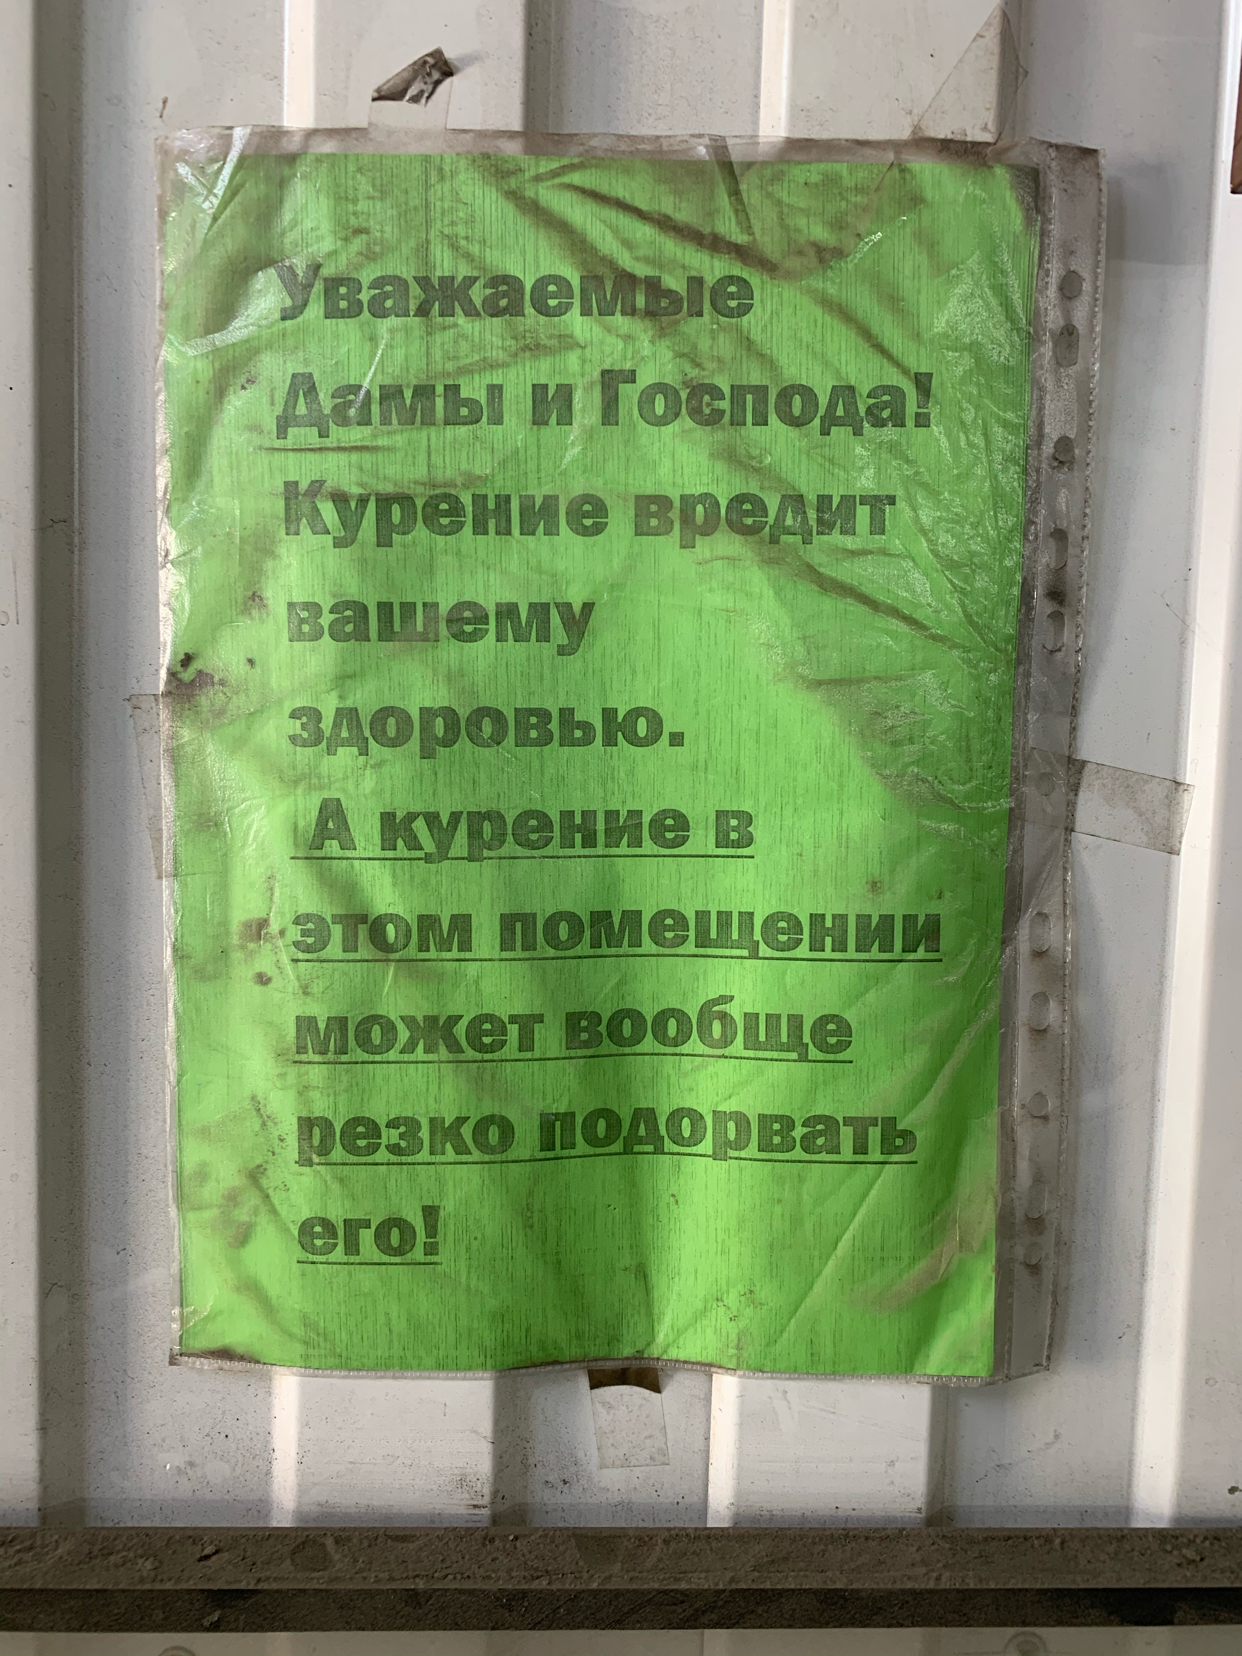 Уважаемые
Дамы и Господа!
Курение вредит
вашему
здоровью.
А курение в
этом помещении
может вообще
резко подорвать
его!